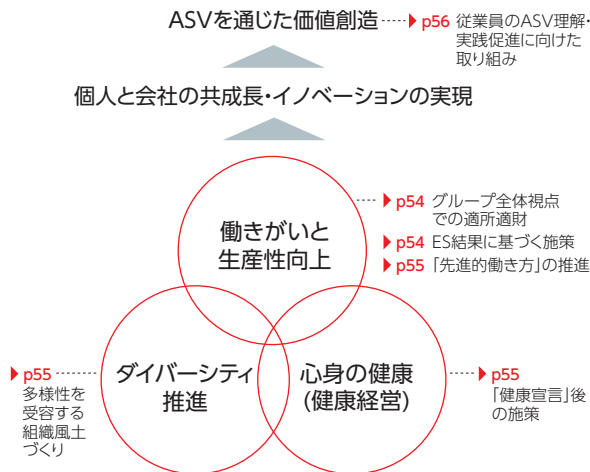 ASVを通じた価値創造
p56 従業員のASV理解・
実践促進に向けた
取り組み
個人と会社の共成長・イノベーションの実現
働きがいと
生産性向上
p54 グループ全体視点
での適所適財
p54 ES結果に基づく施策
p55 「先進的働き方」の推進
p55
多様性を
受容する
組織風土
づくり
ダイバーシティ
推進
心身の健康
(健康経営)
p55
「健康宣言」後
の施策